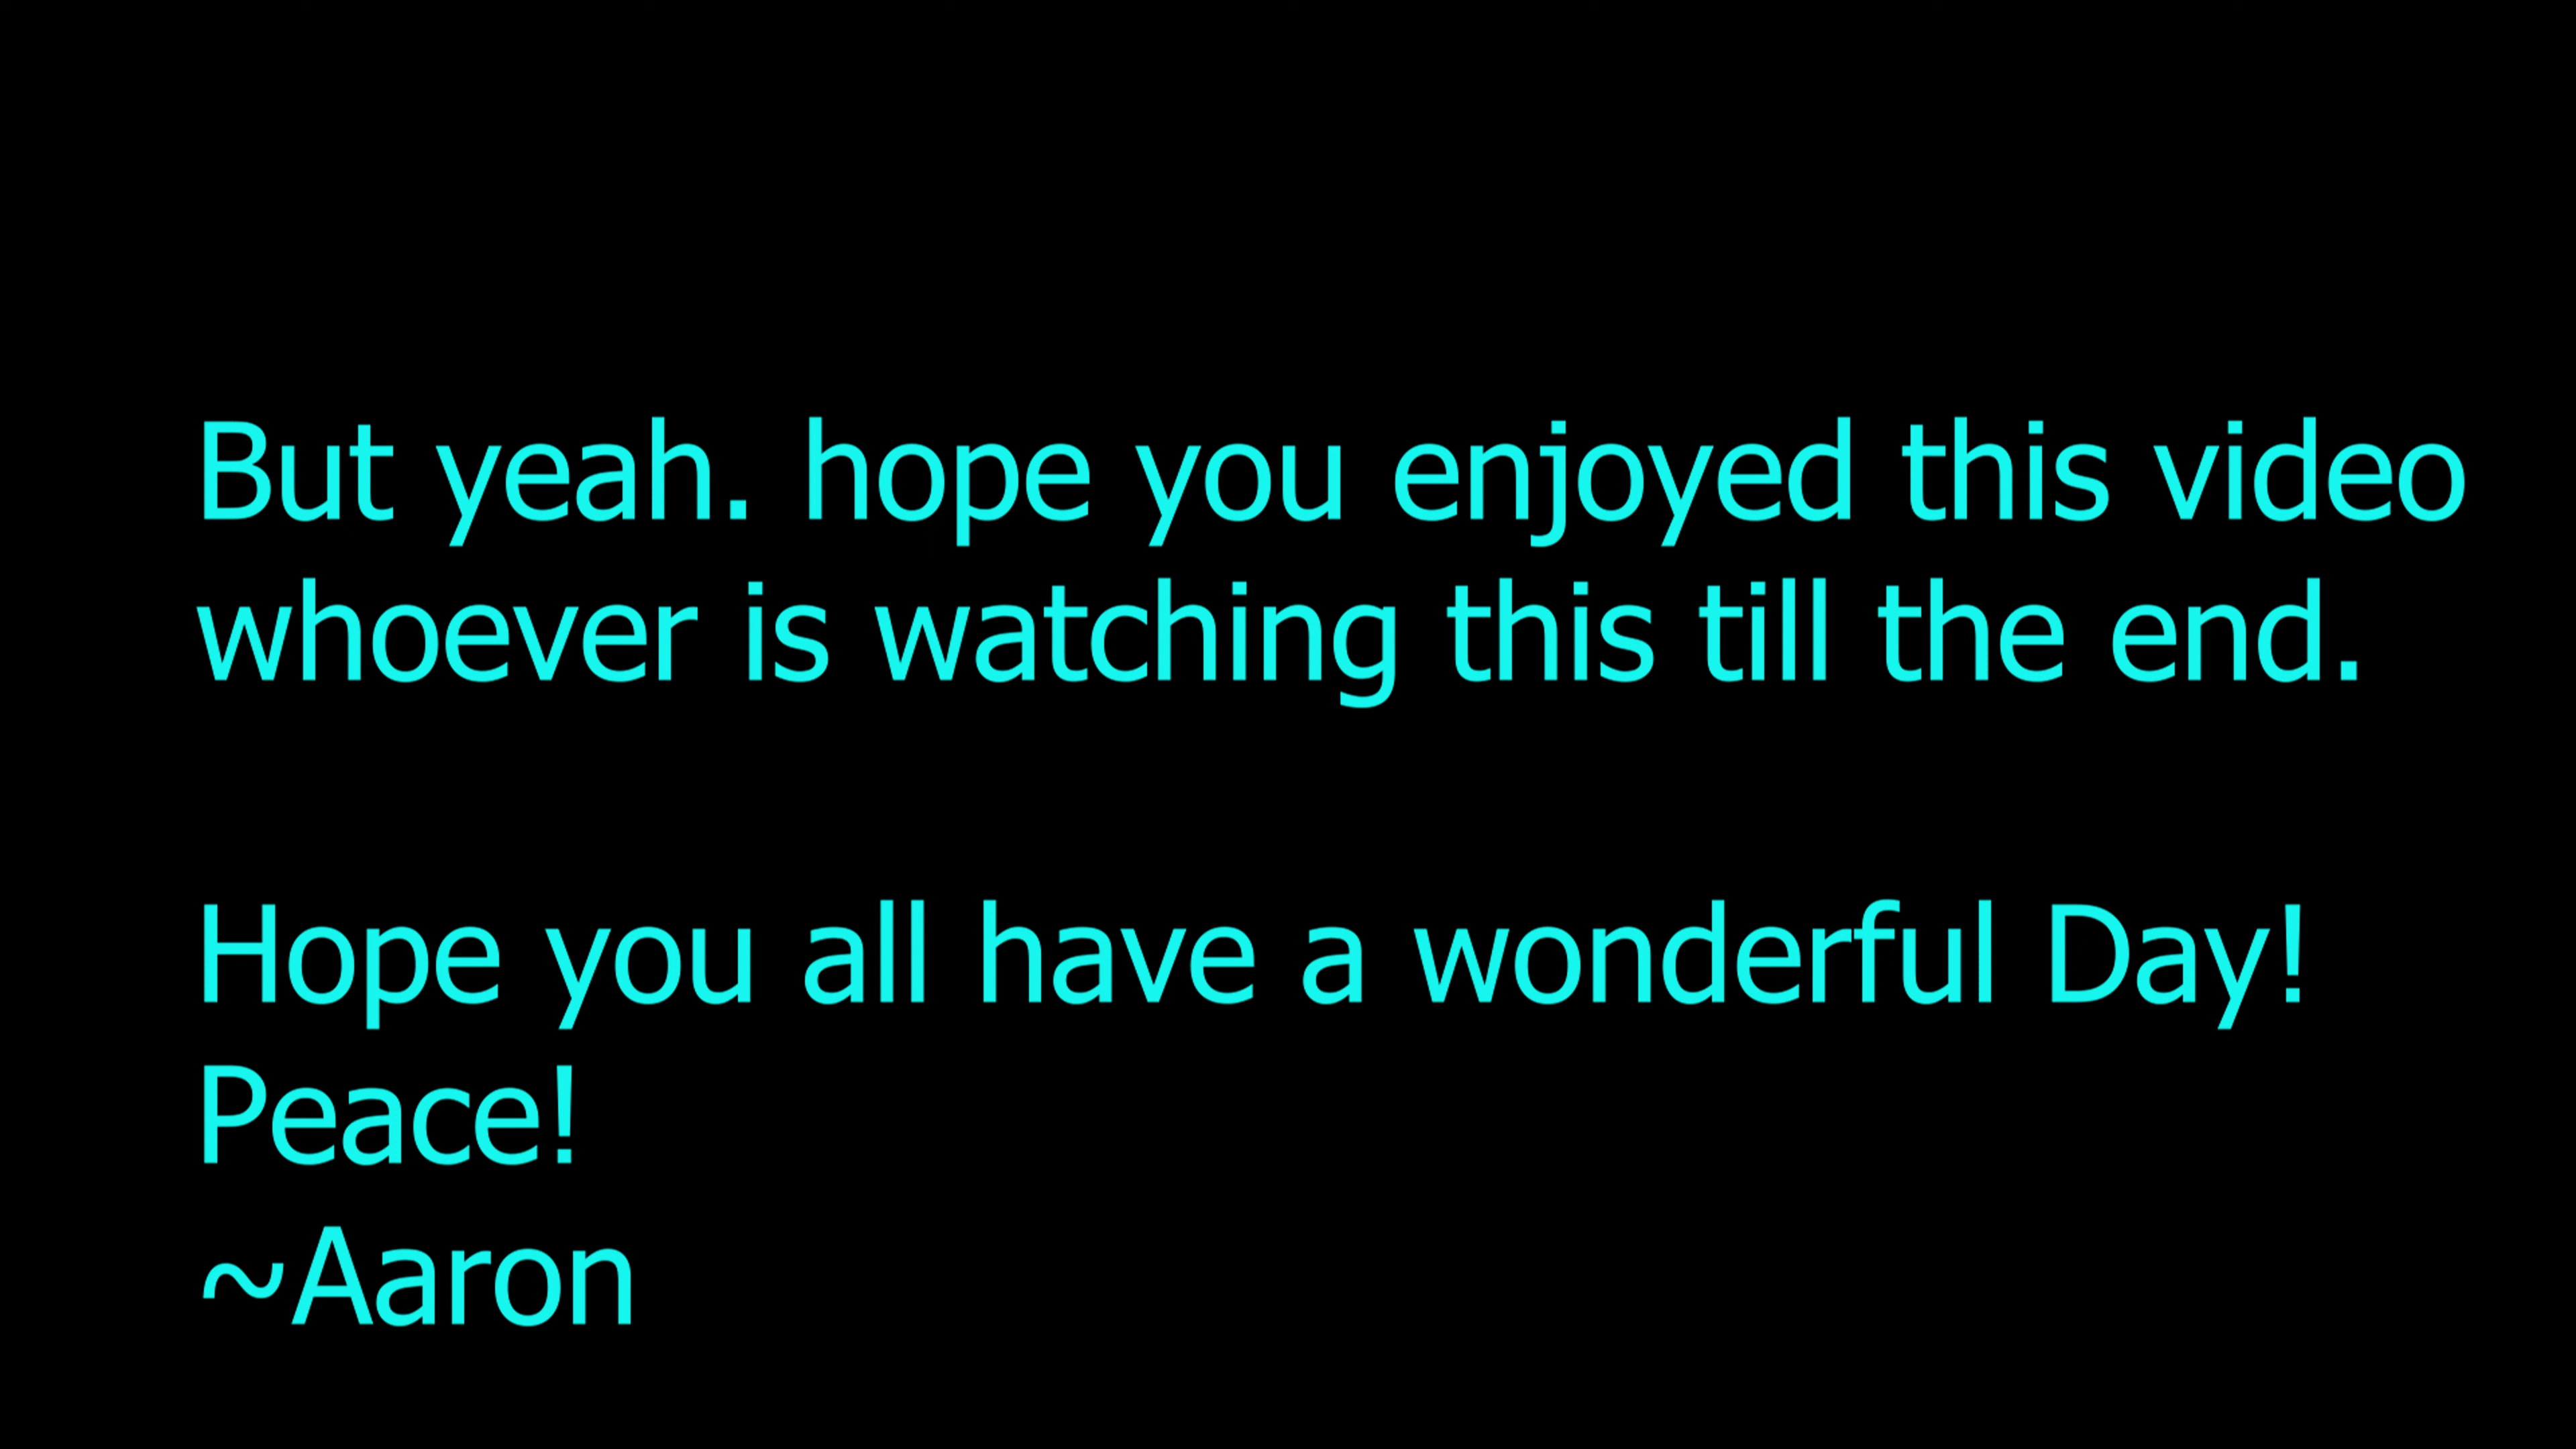 But yeah. hope you enjoyed this video
whoever is watching this till the end.
Hope you all have a wonderful Day!
Peace!
~Aaron